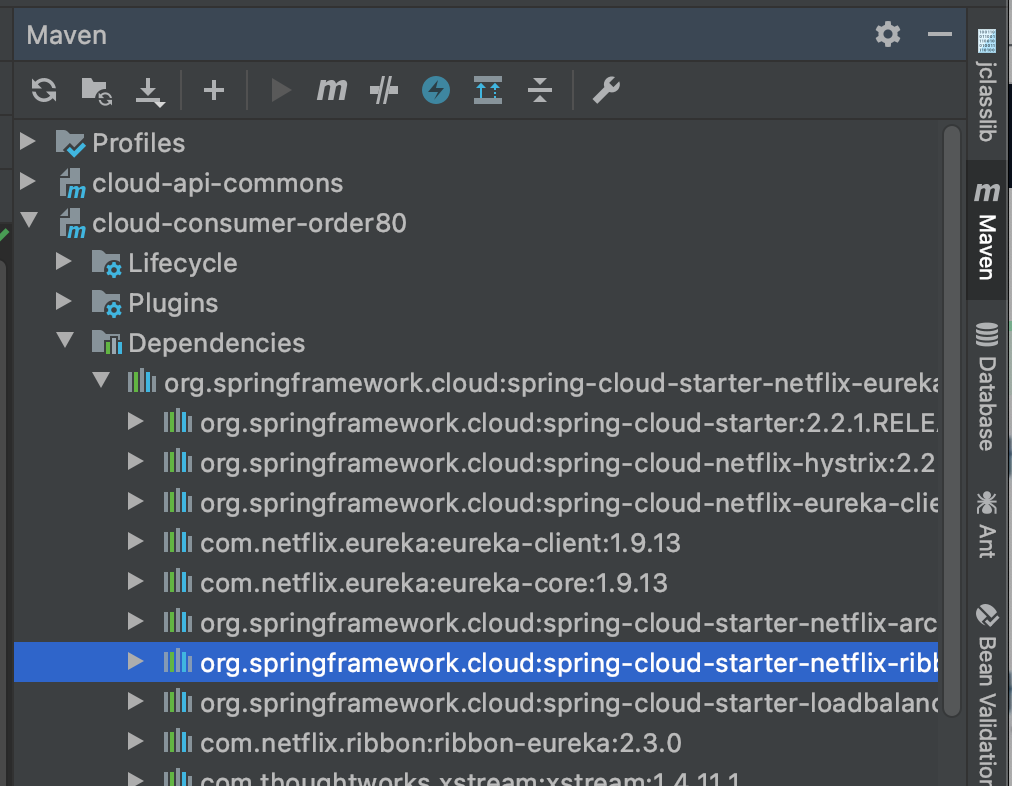 Maven
Profiles
cloud-api-commons
cloud-consumer-order80
Lifecycle
Plugins
Dependencies
org.springframework.cloud:spring-cloud-starter-netflix-eureka
org.springframework.cloud:spring-cloud-starter:2.2.1.RELE
org.springframework.cloud:spring-cloud-netflix-hystrix:2.2
org.springframework.cloud:spring-cloud-netflix-eureka-clie
com.netflix.eureka:eureka-client:1.9.13
com.netflix.eureka:eureka-core:1.9.13
org.springframework.cloud:spring-cloud-starter-netflix-arc
org.springframework.cloud:spring-cloud-starter-netflix-ribb
org.springframework.cloud:spring-cloud-starter-loadbalanc
com.netflix.ribbon:ribbon-eureka:2.3.0
com.thoughtworks.xstream:xstream:1.4.11.1
jclasslib
Maven
Database
Ant
Bean Validation